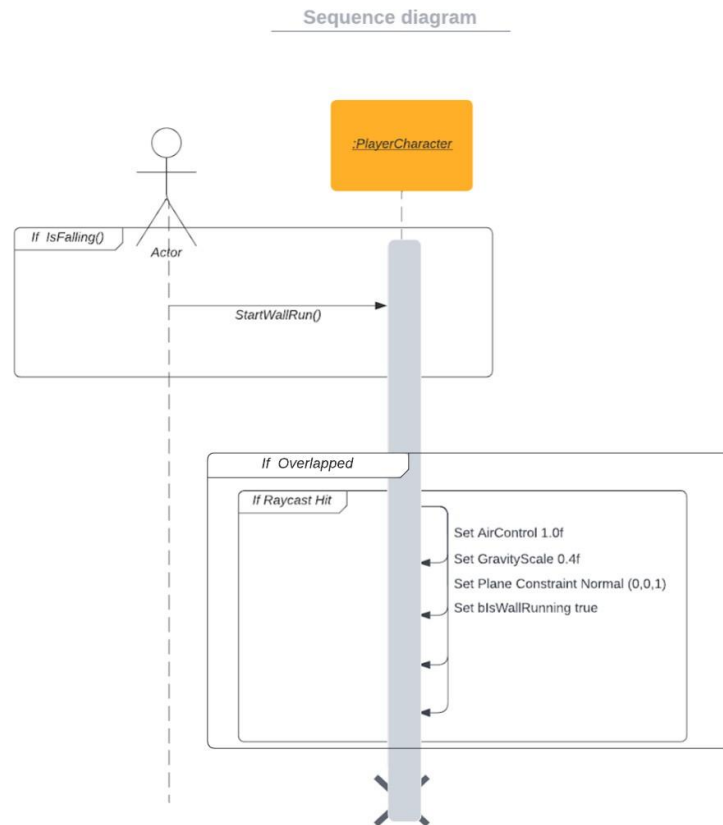 Sequence diagram
:PlayerCharacter
If IsFalling()
Actor
StartWallRun()
If Overlapped
If Raycast Hit
Set AirControl 1.0f
Set GravityScale 0.4f
Set Plane Constraint Normal (0,0,1)
Set bIsWallRunning true